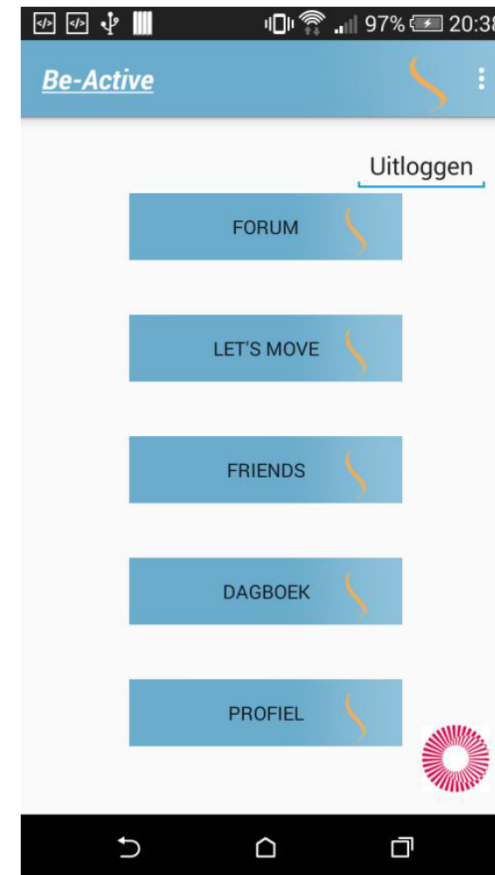 97% 20:38
Be-Active
Uitloggen
FORUM
LET'S MOVE
FRIENDS
DAGBOEK
PROFIEL